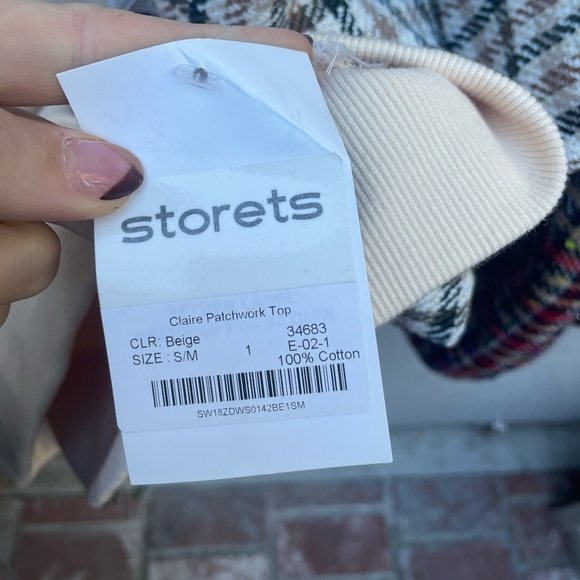 storets
Claire Patchwork Top
CLR: Beige 34683
SIZE : S/M 1 E-02-1
100% Cotton
SW18ZDWS0142BE1SM